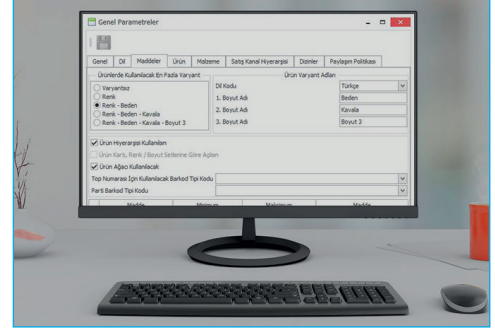 Genel Parametreler
Genel Dil Maddeler Ürün Malzeme Satış Kanal Hiyerarşisi Dizinler Paylaşım Politikası
Ürünlerde Kullanılacak En Fazla Varyant
Varyantsız
Renk
Renk - Beden
Renk - Beden - Kavala
Renk - Beden - Kavala - Boyut 3
Ürün Varyant Adları
Dil Kodu Türkçe
1. Boyut Adı Beden
2. Boyut Adı Kavala
3. Boyut Adı Boyut 3
Ürün Hiyerarşisi Kullanılsın
Ürün Kartı, Renk / Boyut Setlerine Göre Açılsın
Ürün Ağacı Kullanılacak
Top Numarası İçin Kullanılacak Barkod Tipi Kodu
Parti Barkod Tipi Kodu
Madde Minimum Maksimum Madde